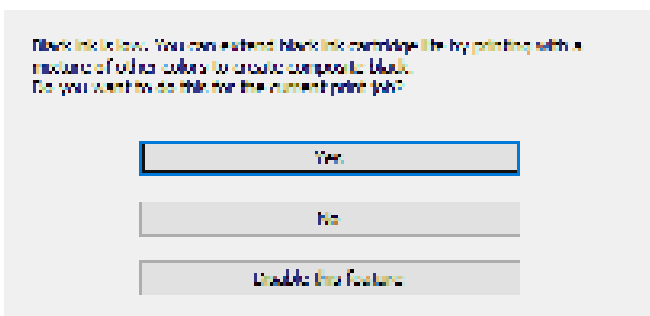 Black ink is low. You can extend black ink cartridge life by printing with a
mixture of other colors to create composite black.
Do you want to do this for the current print job?
Yes
No
Disable this feature